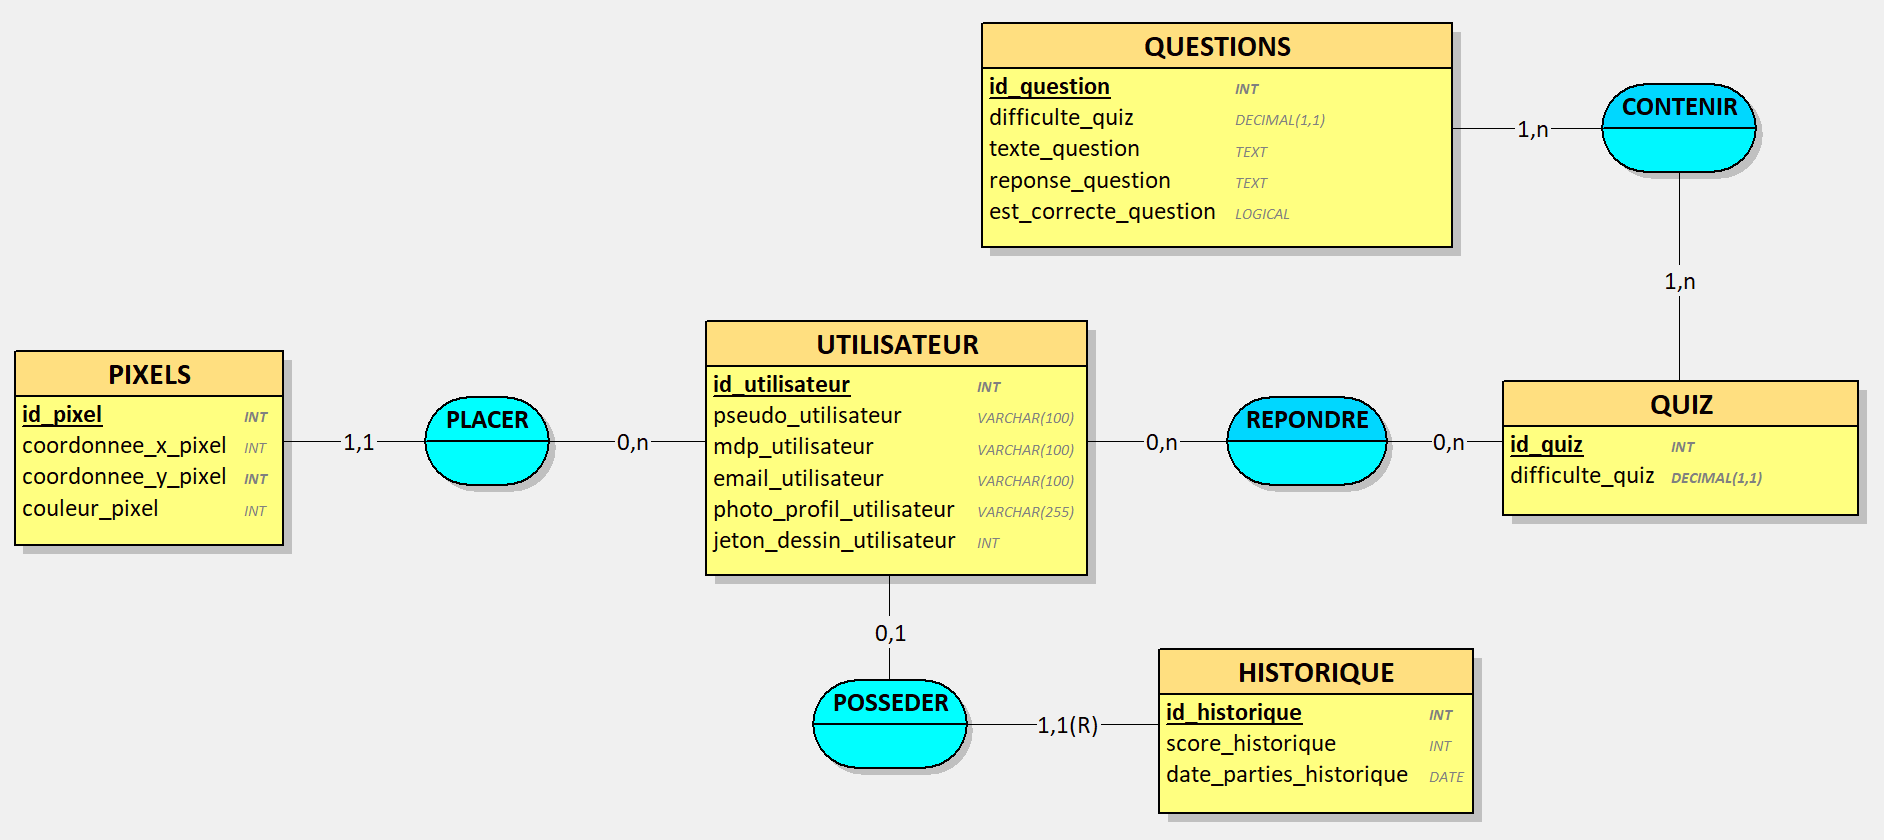 QUESTIONS
id_question INT
difficulte_quiz DECIMAL(1,1)
texte_question TEXT
reponse_question TEXT
est_correcte_question LOGICAL
1,n
CONTENIR
1,n
PIXELS
id_pixel INT
coordonnee_x_pixel INT
coordonnee_y_pixel INT
couleur_pixel INT
1,1
PLACER
0,n
UTILISATEUR
id_utilisateur INT
pseudo_utilisateur VARCHAR(100)
mdp_utilisateur VARCHAR(100)
email_utilisateur VARCHAR(100)
photo_profil_utilisateur VARCHAR(255)
jeton_dessin_utilisateur INT
0,n
REPONDRE
0,n
QUIZ
id_quiz INT
difficulte_quiz DECIMAL(1,1)
0,1
POSSEDER
1,1(R)
HISTORIQUE
id_historique INT
score_historique INT
date_parties_historique DATE